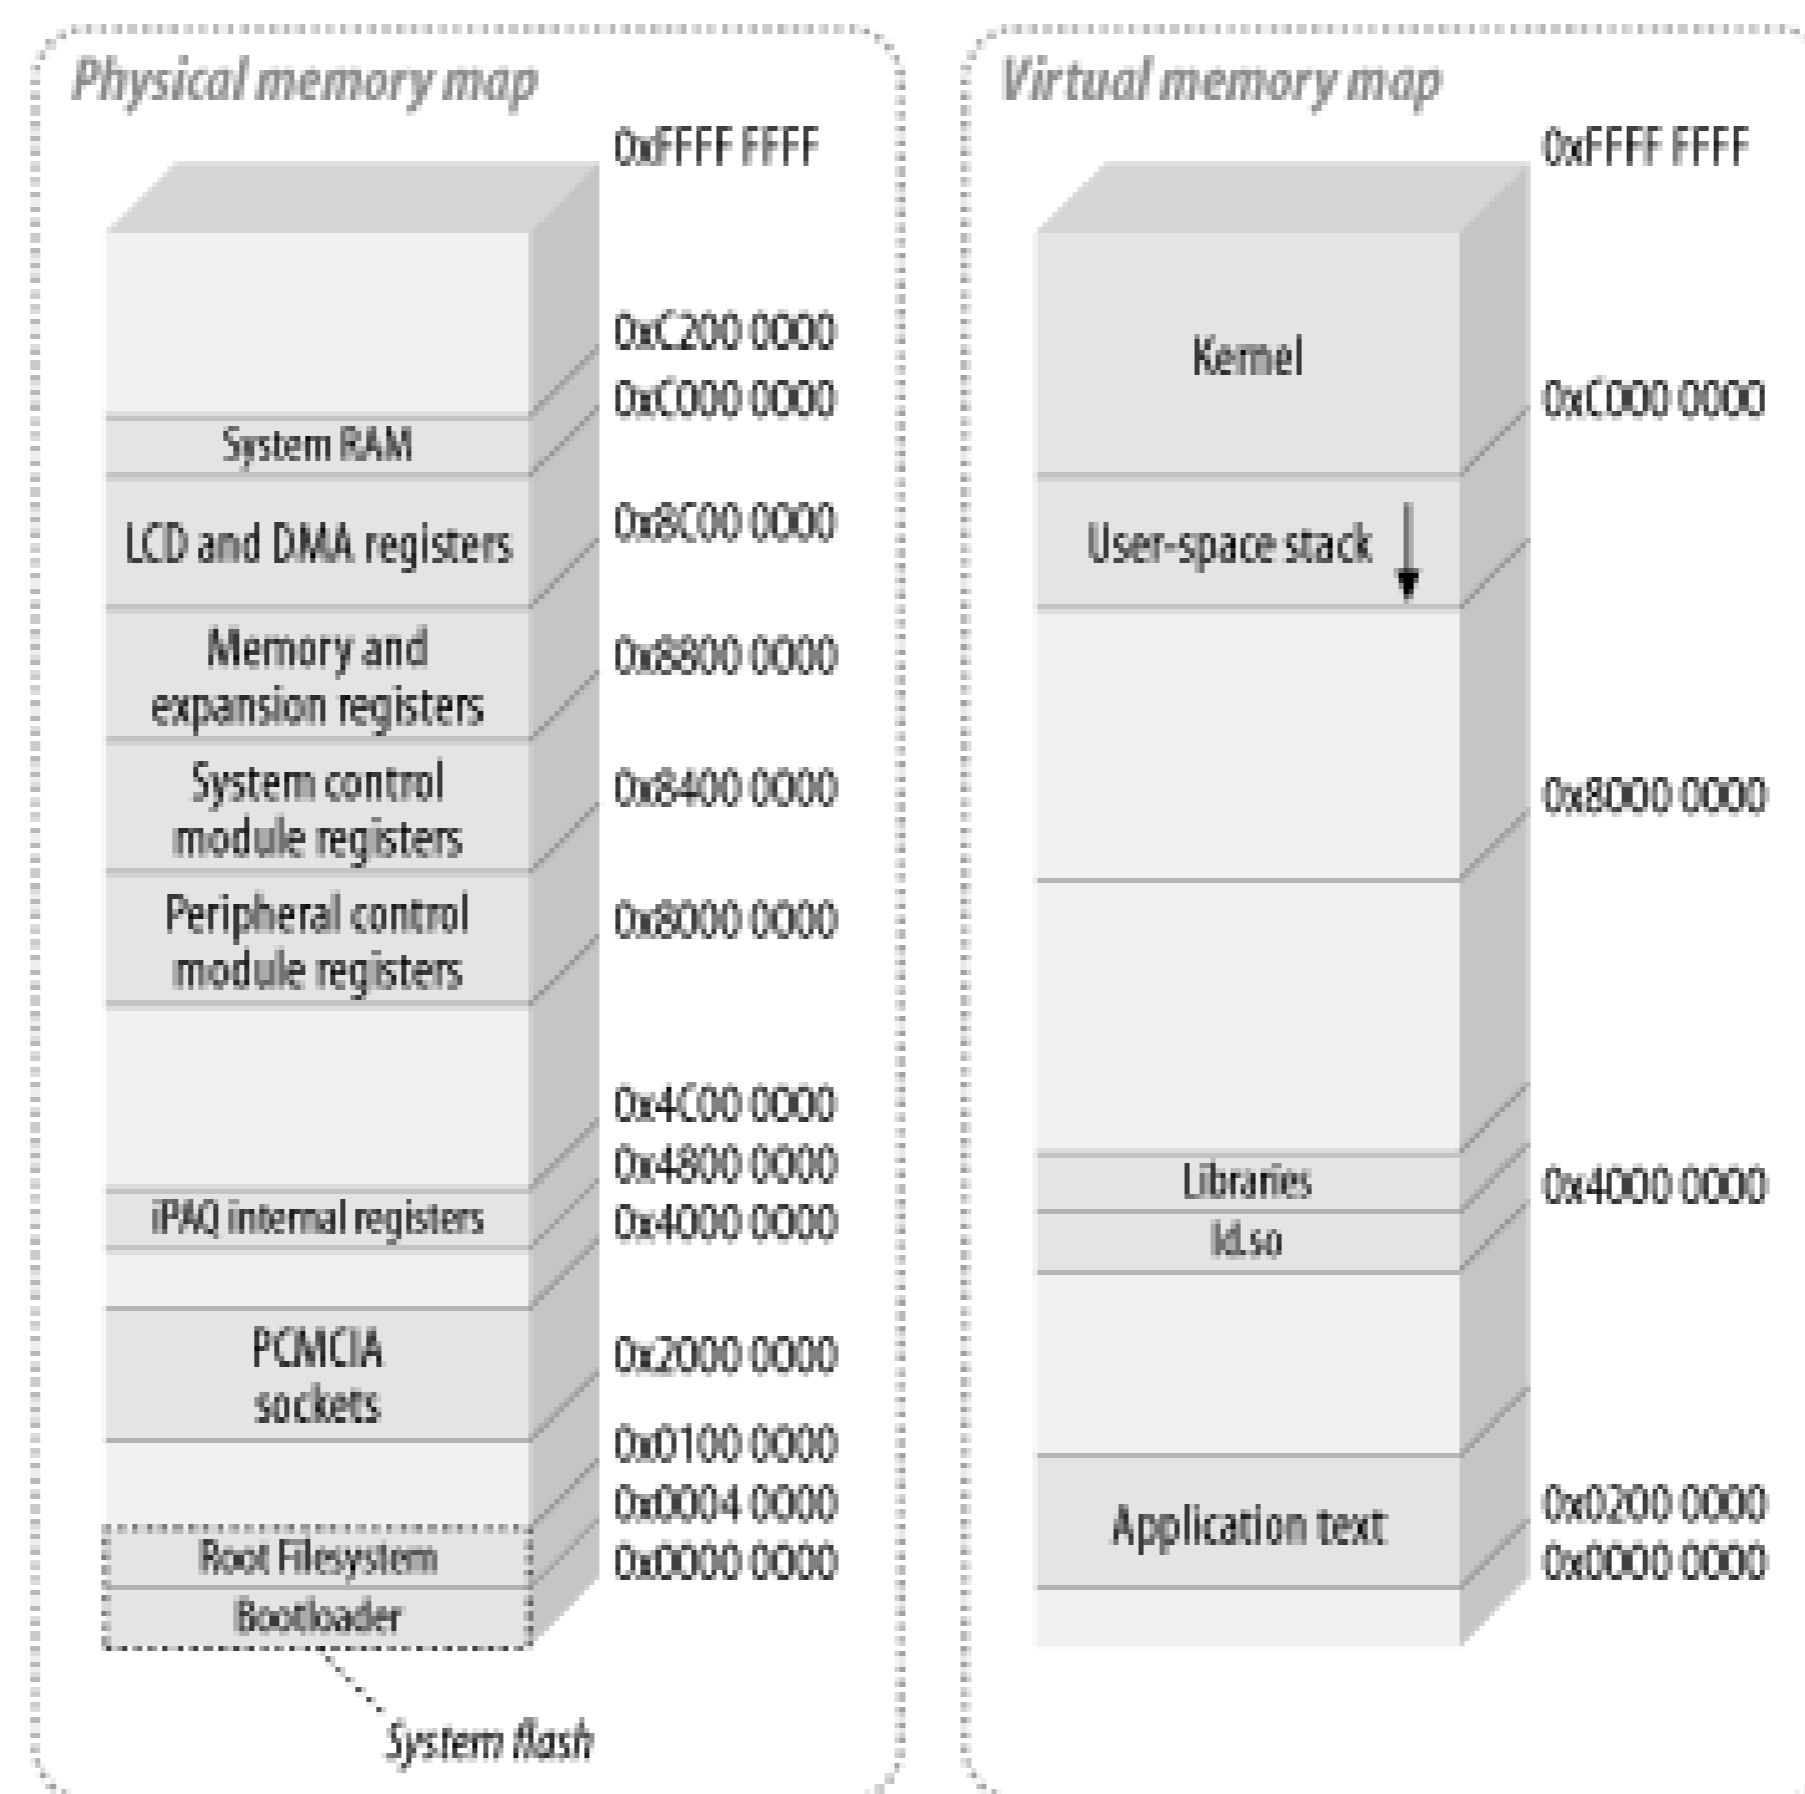 Physical memory map
0xFFFF FFFF
0xC200 0000
0xC000 0000
System RAM
0x8C00 0000
LCD and DMA registers
Memory and
expansion registers
0x8800 0000
System control
module registers
0x8400 0000
Peripheral control
module registers
0x8000 0000
0x4C00 0000
0x4800 0000
iPAQ internal registers
0x4000 0000
PCMCIA
sockets
0x2000 0000
0x0100 0000
0x0004 0000
Root Filesystem
0x0000 0000
Bootloader
System flash
Virtual memory map
0xFFFF FFFF
Kernel
0xC000 0000
User-space stack
0x8000 0000
Libraries
0x4000 0000
ld.so
0x0200 0000
Application text
0x0000 0000